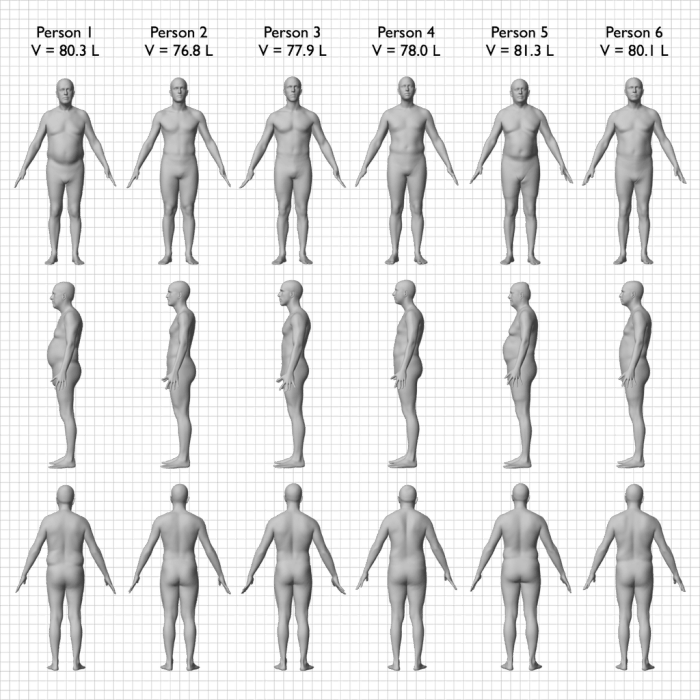 Person 1
V = 80.3 L
Person 2
V = 76.8 L
Person 3
V = 77.9 L
Person 4
V = 78.0 L
Person 5
V = 81.3 L
Person 6
V = 80.1 L